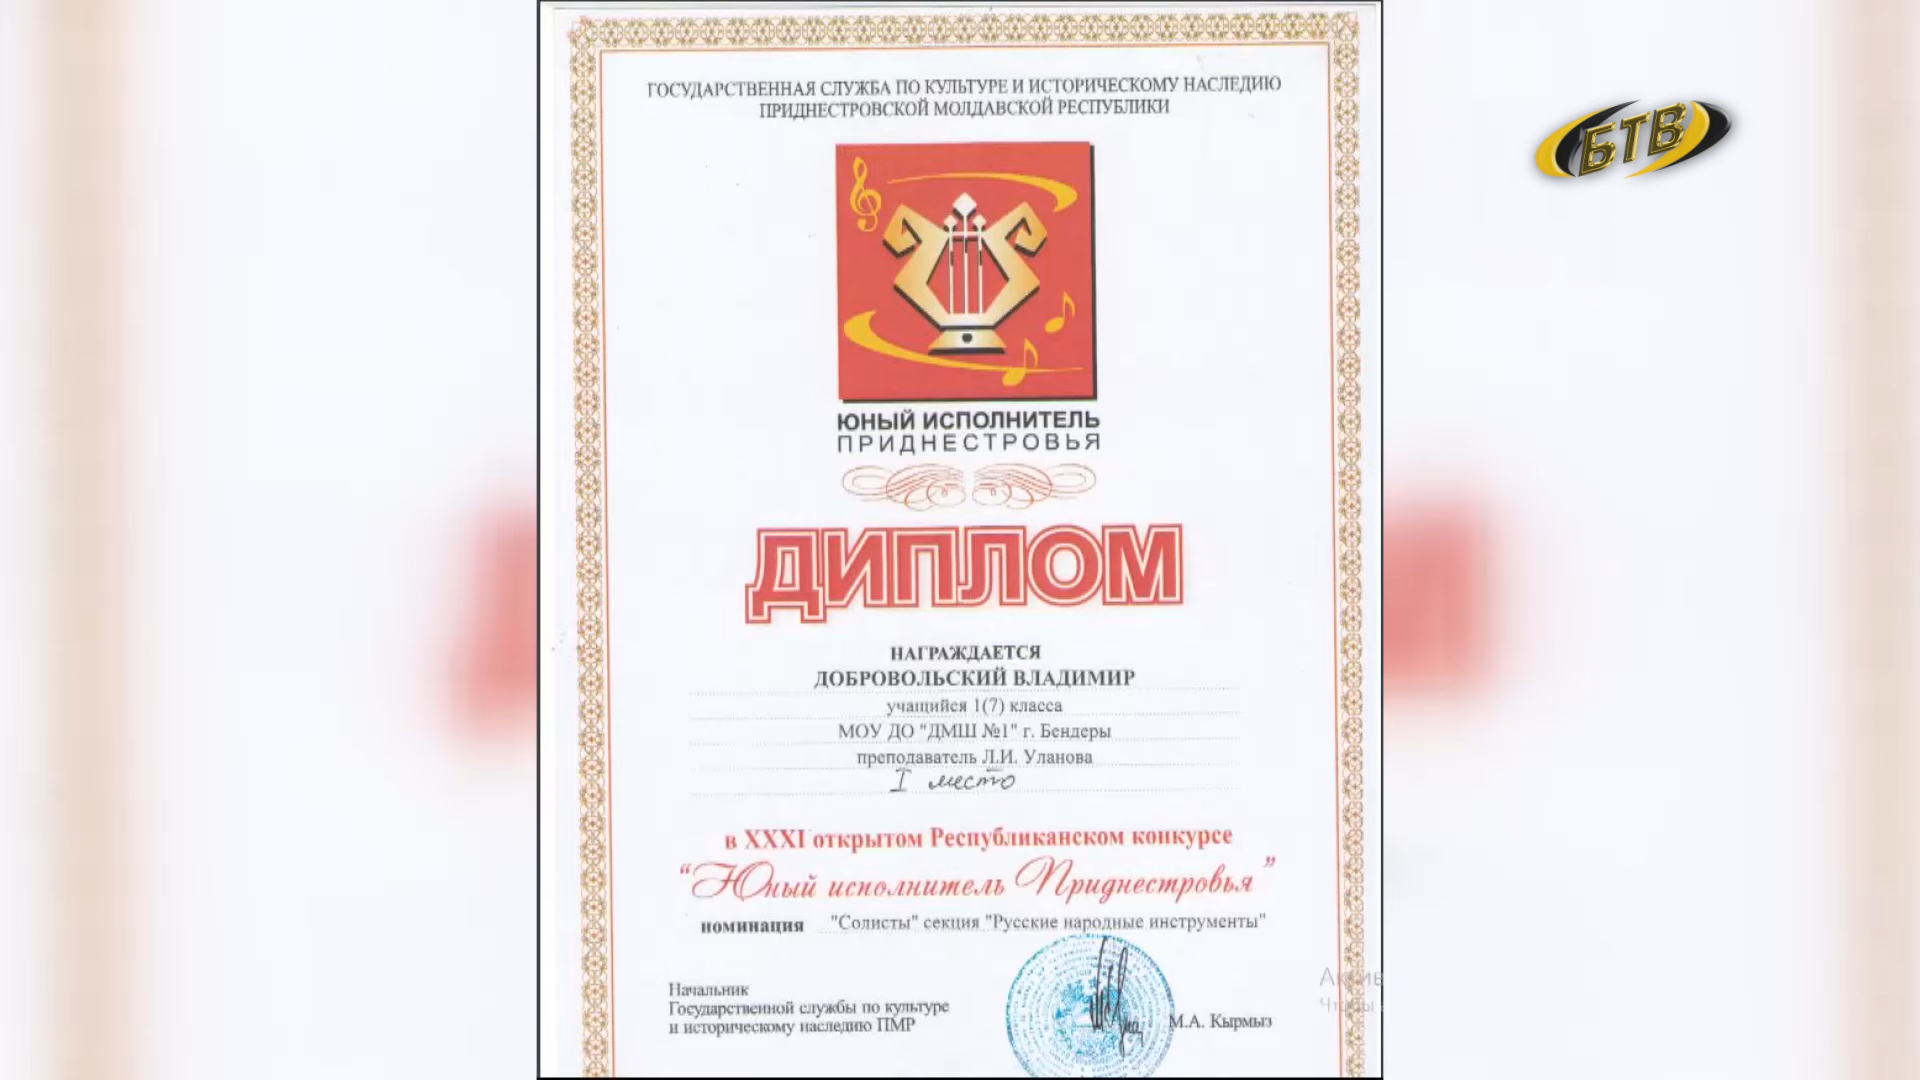 ГОСУДАРСТВЕННАЯ СЛУЖБА ПО КУЛЬТУРЕ И ИСТОРИЧЕСКОМУ НАСЛЕДИЮ
ПРИДНЕСТРОВСКОЙ МОЛДАВСКОЙ РЕСПУБЛИКИ
БТВ
ЮНЫЙ ИСПОЛНИТЕЛЬ
ПРИДНЕСТРОВЬЯ
ДИПЛОМ
НАГРАЖДАЕТСЯ
ДОБРОВОЛЬСКИЙ ВЛАДИМИР
учащийся 1(7) класса
МОУ ДО "ДМШ №1" г. Бендеры
преподаватель Л.И. Уланова
I место
в XXXI открытом Республиканском конкурсе
“Юный исполнитель Приднестровья”
номинация "Солисты" секция "Русские народные инструменты"
Начальник
Государственной службы по культуре
и историческому наследию ПМР
М.А. Кырмыз